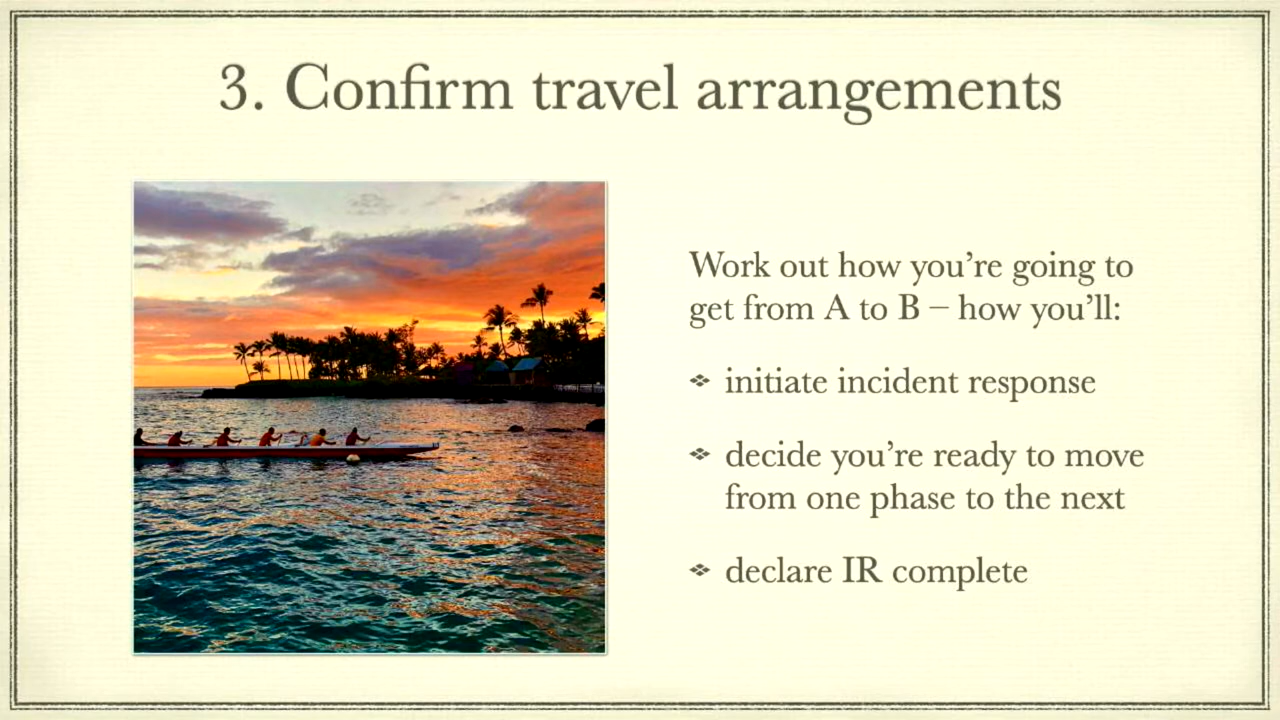 3. Confirm travel arrangements
Work out how you’re going to
get from A to B – how you’ll:
❖ initiate incident response
❖ decide you’re ready to move
from one phase to the next
❖ declare IR complete